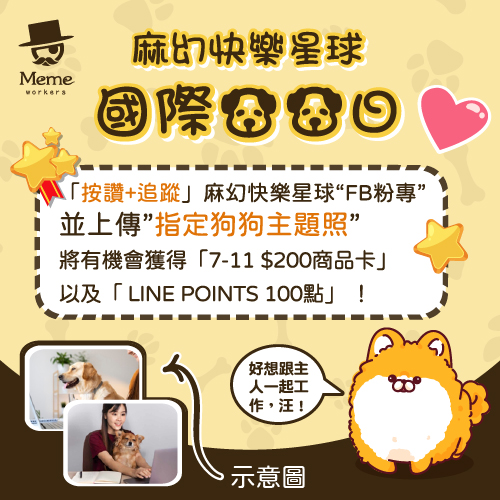 Meme
workers
麻幻快樂星球
國際日
「按讚+追蹤」麻幻快樂星球“FB粉專”
並上傳”指定狗狗主題照”
將有機會獲得「7-11 $200商品卡」
以及「 LINE POINTS 100點」 ！
好想跟主
人一起工
作，汪！
示意圖